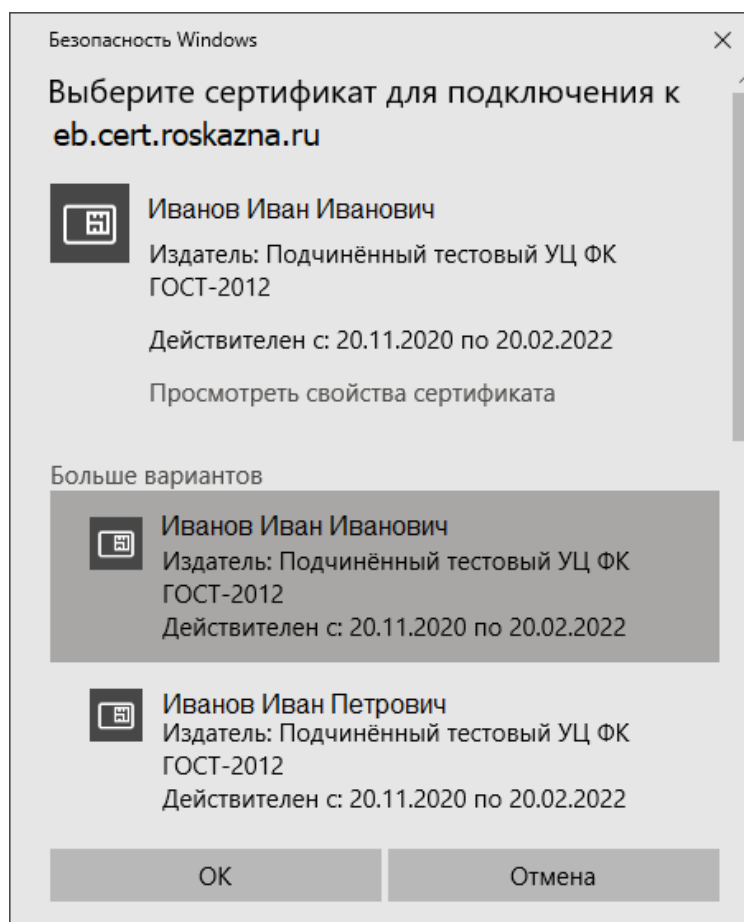 Безопасность Windows
Выберите сертификат для подключения к
eb.cert.roskazna.ru
Иванов Иван Иванович
Издатель: Подчинённый тестовый УЦ ФК
ГОСТ-2012
Действителен с: 20.11.2020 по 20.02.2022
Просмотреть свойства сертификата
Больше вариантов
Иванов Иван Иванович
Издатель: Подчинённый тестовый УЦ ФК
ГОСТ-2012
Действителен с: 20.11.2020 по 20.02.2022
Иванов Иван Петрович
Издатель: Подчинённый тестовый УЦ ФК
ГОСТ-2012
Действителен с: 20.11.2020 по 20.02.2022
ОК
Отмена